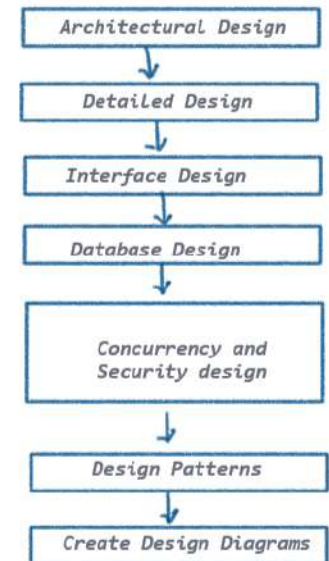 Architectural Design
Detailed Design
Interface Design
Database Design
Concurrency and
Security design
Design Patterns
Create Design Diagrams